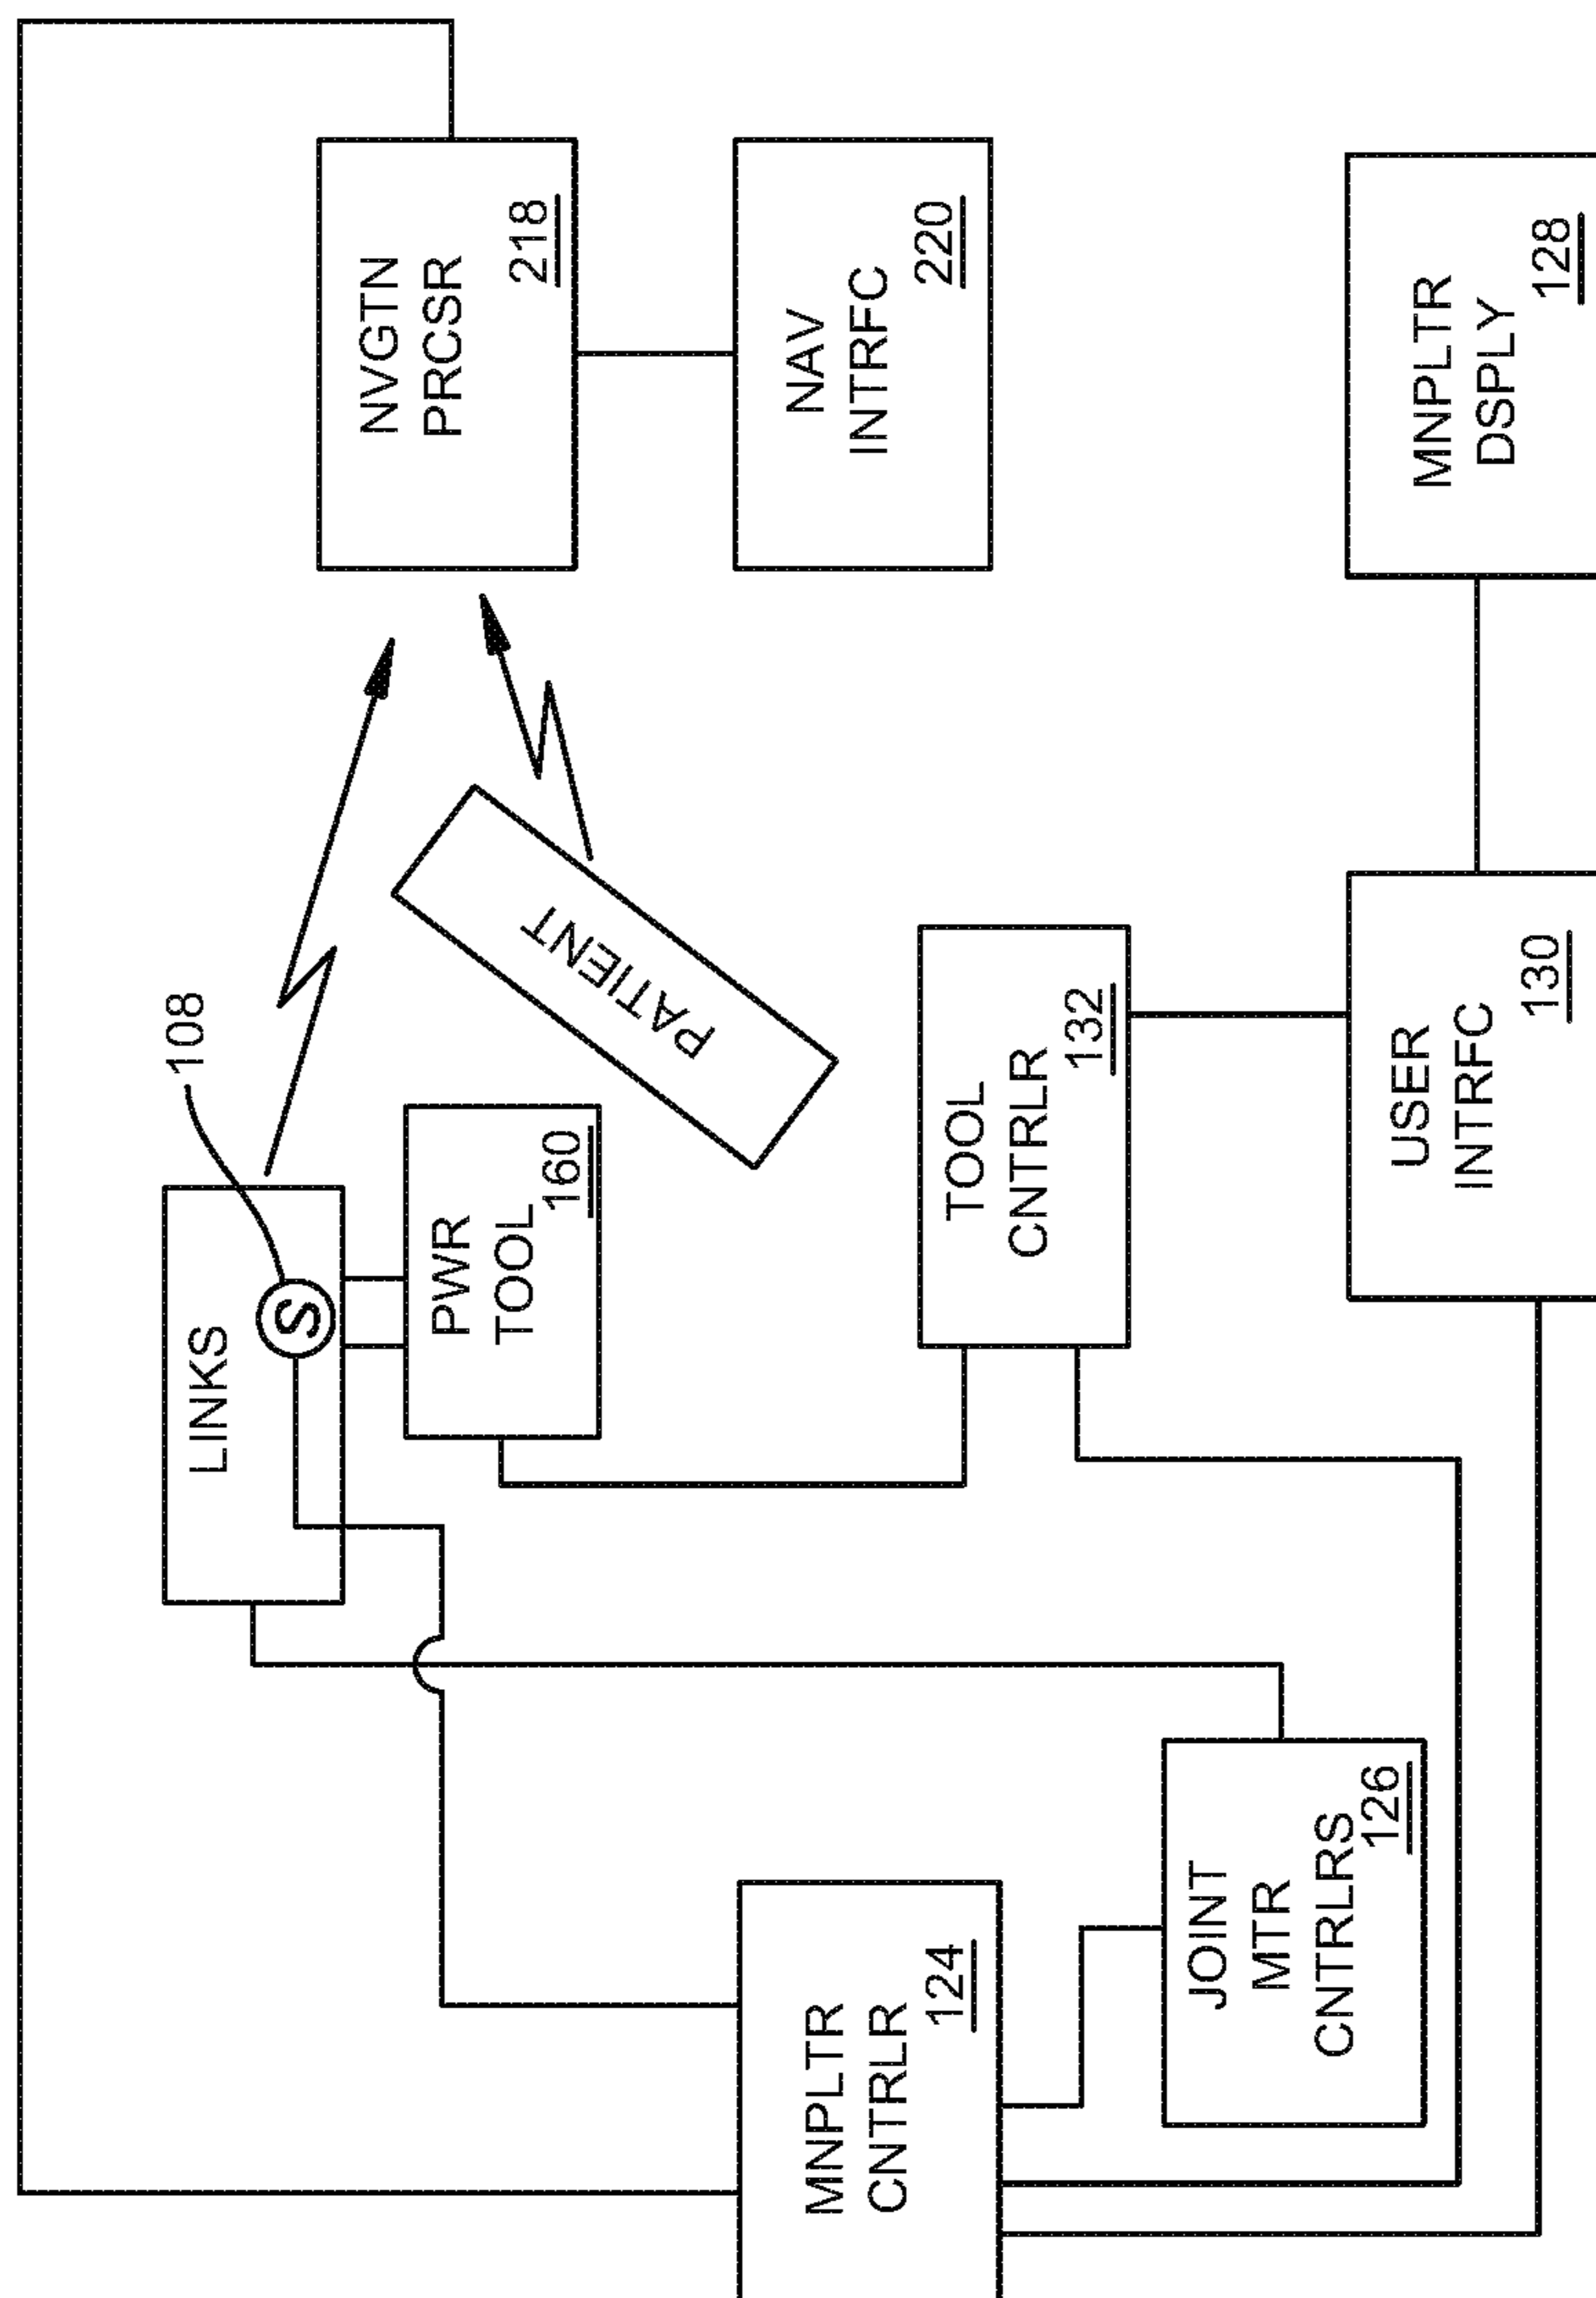 LINKS
S
108
PWR
TOOL
160
PATIENT
NVGTN
PRCSR
218
NAV
INTRFC
220
MNPLTR
CNTRLR
124
JOINT
MTR
CNTRLRS
126
TOOL
CNTRLR
132
USER
INTRFC
130
MNPLTR
DSPLY
128